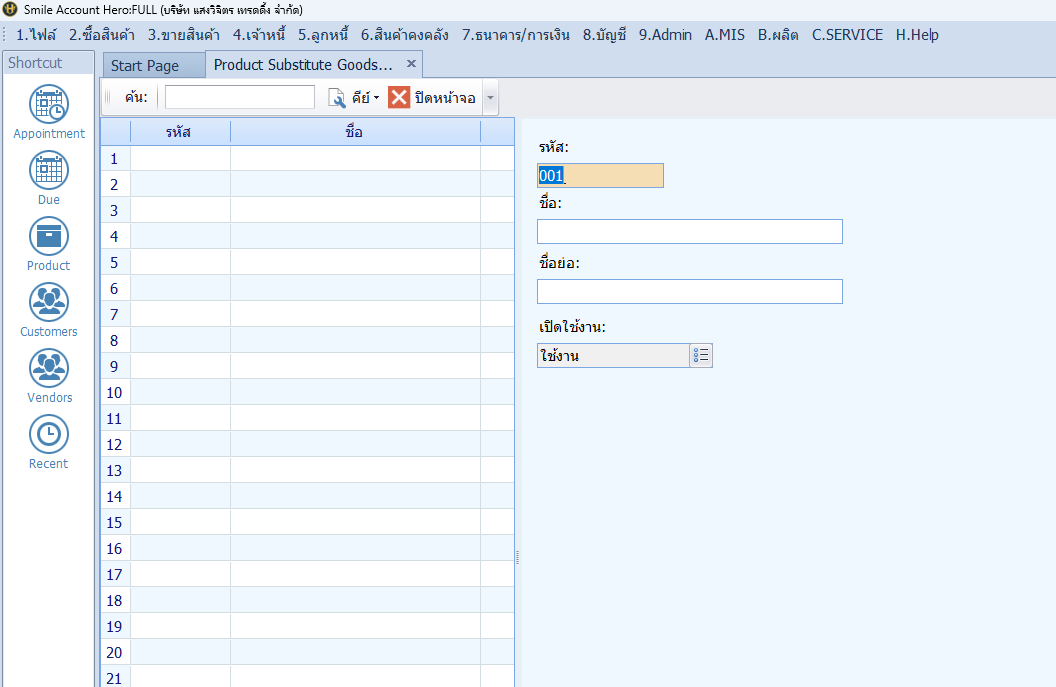 Smile Account Hero:FULL (บริษัท แสงวิจิตร เทรดดิ้ง จำกัด)
1.ไฟล์ 2.ซื้อสินค้า 3.ขายสินค้า 4.เจ้าหนี้ 5.ลูกหนี้ 6.สินค้าคงคลัง 7.ธนาคาร/การเงิน 8.บัญชี 9.Admin A.MIS B.ผลิต C.SERVICE H.Help
Shortcut
Start Page
Product Substitute Goods...
ค้น:
คีย์
ปิดหน้าจอ
Appointment
Due
Product
Customers
Vendors
Recent
รหัส ชื่อ
1
2
3
4
5
6
7
8
9
10
11
12
13
14
15
16
17
18
19
20
21
รหัส:
001
ชื่อ:
ชื่อย่อ:
เปิดใช้งาน:
ใช้งาน